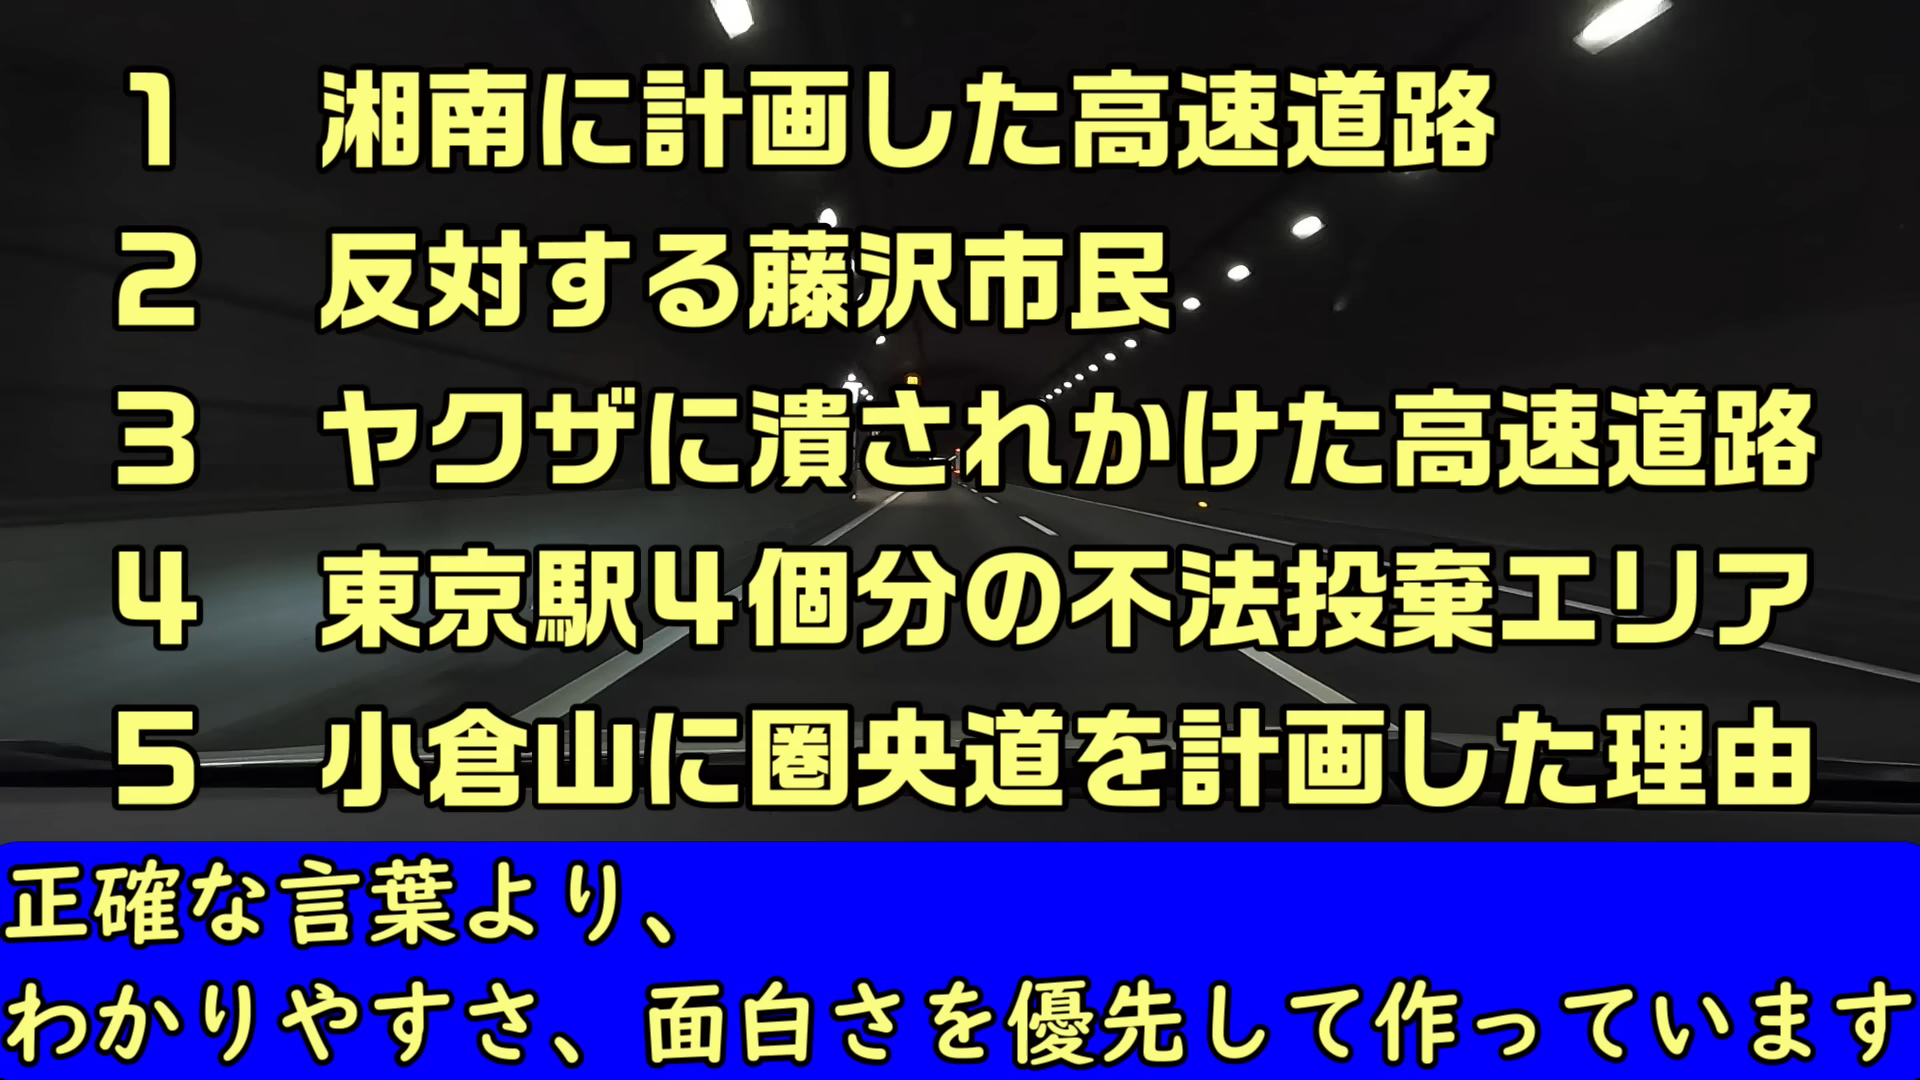 1 湘南に計画した高速道路
2 反対する藤沢市民
3 ヤクザに潰されかけた高速道路
4 東京駅4個分の不法投棄エリア
5 小倉山に圏央道を計画した理由
正確な言葉より、
わかりやすさ、面白さを優先して作っています